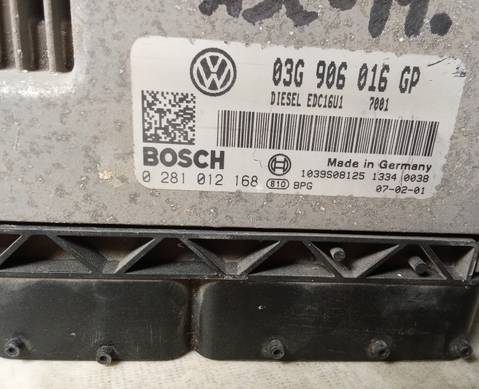 03G 906 016 GP
DIESEL EDC16U1 7001
BOSCH
Made in Germany
0 281 012 168
810 BPG
1039S08125 1334 0038
07-02-01